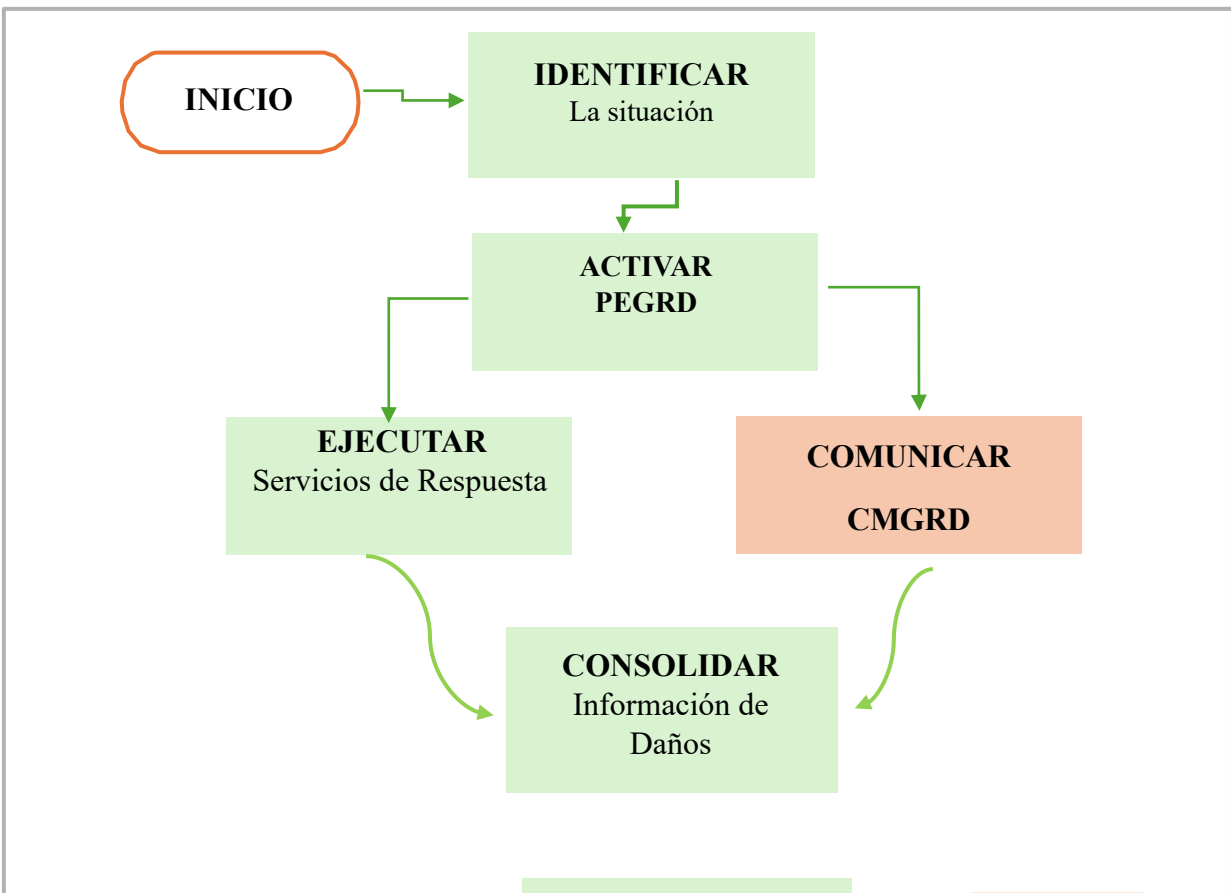 INICIO
IDENTIFICAR
La situación
ACTIVAR
PEGRD
EJECUTAR
Servicios de Respuesta
COMUNICAR
CMGRD
CONSOLIDAR
Información de
Daños